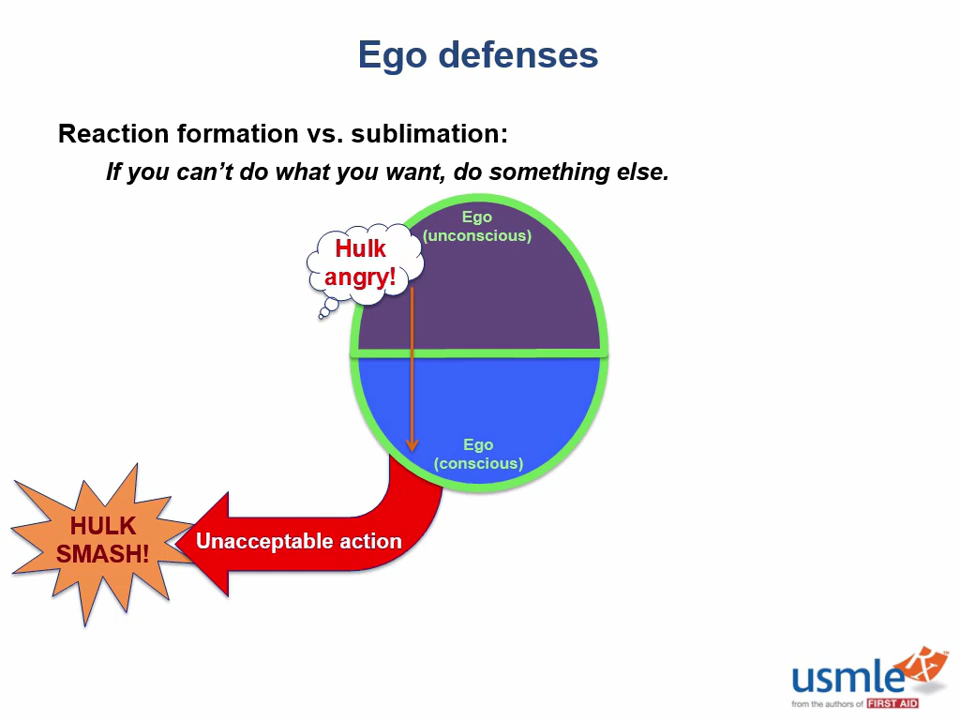 Ego defenses
Reaction formation vs. sublimation:
If you can’t do what you want, do something else.
Ego
(unconscious)
Hulk
angry!
Ego
(conscious)
HULK
SMASH!
Unacceptable action
usmleRx™
from the authors of FIRST AID